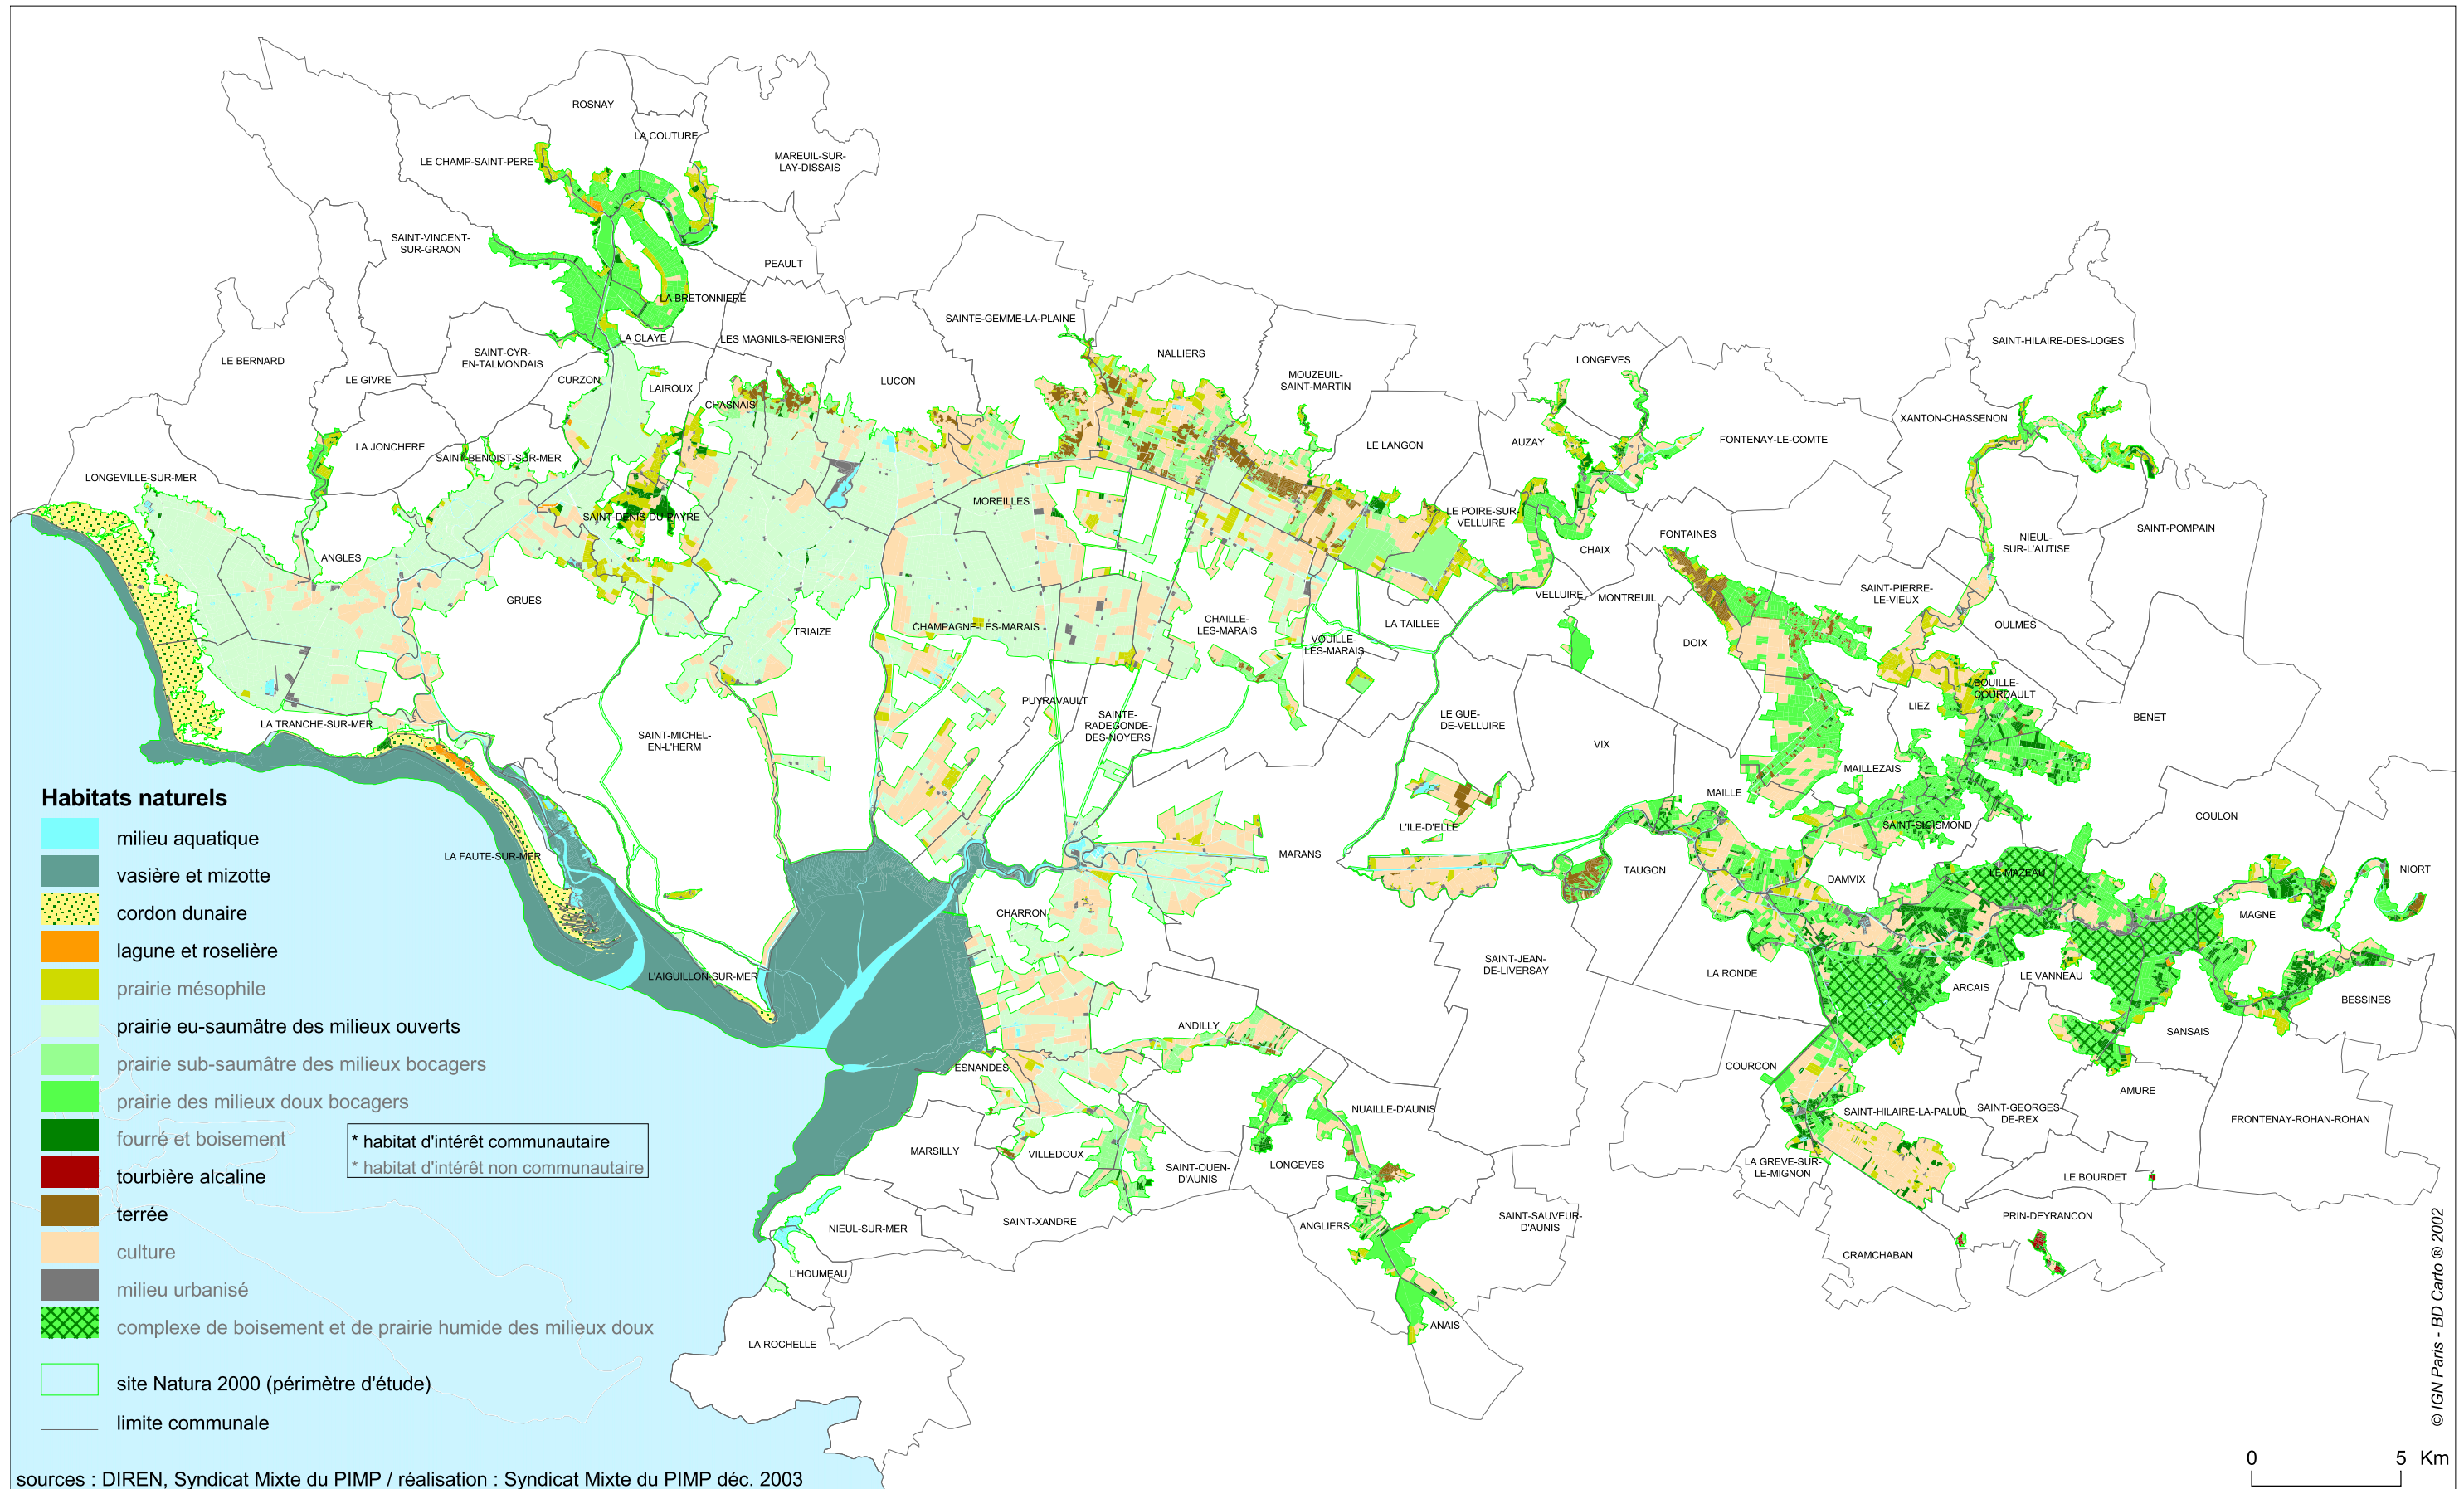 ROSNAY
LA COUTURE
LE CHAMP-SAINT-PERE
MAREUIL-SUR-
LAY-DISSAIS
SAINT-VINCENT-
SUR-GRAON
PEAULT
LA BRETONNIERE
LA CLAYE
LES MAGNILS-REIGNIERS
SAINTE-GEMME-LA-PLAINE
NALLIERS
SAINT-HILAIRE-DES-LOGES
LE BERNARD
SAINT-CYR-
EN-TALMONDAIS
LE GIVRE
CURZON
LAIROUX
LUCON
MOUZEUIL-
SAINT-MARTIN
LONGEVES
CHASNAIS
XANTON-CHASSENON
LA JONCHERE
SAINT-BENOIST-SUR-MER
LE LANGON
AUZAY
FONTENAY-LE-COMTE
LONGEVILLE-SUR-MER
MOREILLES
SAINT-DENIS-DU-PAYRE
LE POIRE-SUR-
VELLUIRE
SAINT-POMPAIN
FONTAINES
NIEUL-
SUR-L'AUTISE
CHAIX
ANGLES
GRUES
VELLUIRE
MONTREUIL
SAINT-PIERRE-
LE-VIEUX
TRIAIZE
CHAMPAGNE-LES-MARAIS
CHAILLE-
LES-MARAIS
LA TAILLEE
OULMES
VOUILLE-
LES-MARAIS
DOIX
BOUILLE-
COURDAULT
LIEZ
BENET
PUYRAVAULT
SAINTE-
RADEGONDE-
DES-NOYERS
LE GUE-
DE-VELLUIRE
LA TRANCHE-SUR-MER
SAINT-MICHEL-
EN-L'HERM
VIX
MAILLEZAIS
MAILLE
COULON
L'ILE-D'ELLE
SAINT-SIGISMOND
LA FAUTE-SUR-MER
MARANS
TAUGON
DAMVIX
LE MAZEAU
NIORT
CHARRON
MAGNE
L'AIGUILLON-SUR-MER
SAINT-JEAN-
DE-LIVERSAY
LA RONDE
LE VANNEAU
ARCAIS
BESSINES
ANDILLY
SANSAIS
ESNANDES
COURCON
AMURE
NUAILLE-D'AUNIS
SAINT-HILAIRE-LA-PALUD
SAINT-GEORGES-
DE-REX
FRONTENAY-ROHAN-ROHAN
MARSILLY
VILLEDOUX
SAINT-OUEN-
D'AUNIS
LONGEVES
LA GREVE-SUR-
LE-MIGNON
LE BOURDET
NIEUL-SUR-MER
SAINT-XANDRE
ANGLIERS
SAINT-SAUVEUR-
D'AUNIS
PRIN-DEYRANCON
CRAMCHABAN
L'HOUMEAU
ANAIS
LA ROCHELLE
Habitats naturels
milieu aquatique
vasière et mizotte
cordon dunaire
lagune et roselière
prairie mésophile
prairie eu-saumâtre des milieux ouverts
prairie sub-saumâtre des milieux bocagers
prairie des milieux doux bocagers
fourré et boisement
tourbière alcaline
terrée
culture
milieu urbanisé
complexe de boisement et de prairie humide des milieux doux
site Natura 2000 (périmètre d'étude)
limite communale
* habitat d'intérêt communautaire
* habitat d'intérêt non communautaire
sources : DIREN, Syndicat Mixte du PIMP / réalisation : Syndicat Mixte du PIMP déc. 2003
© IGN Paris - BD Carto ® 2002
0 5 Km